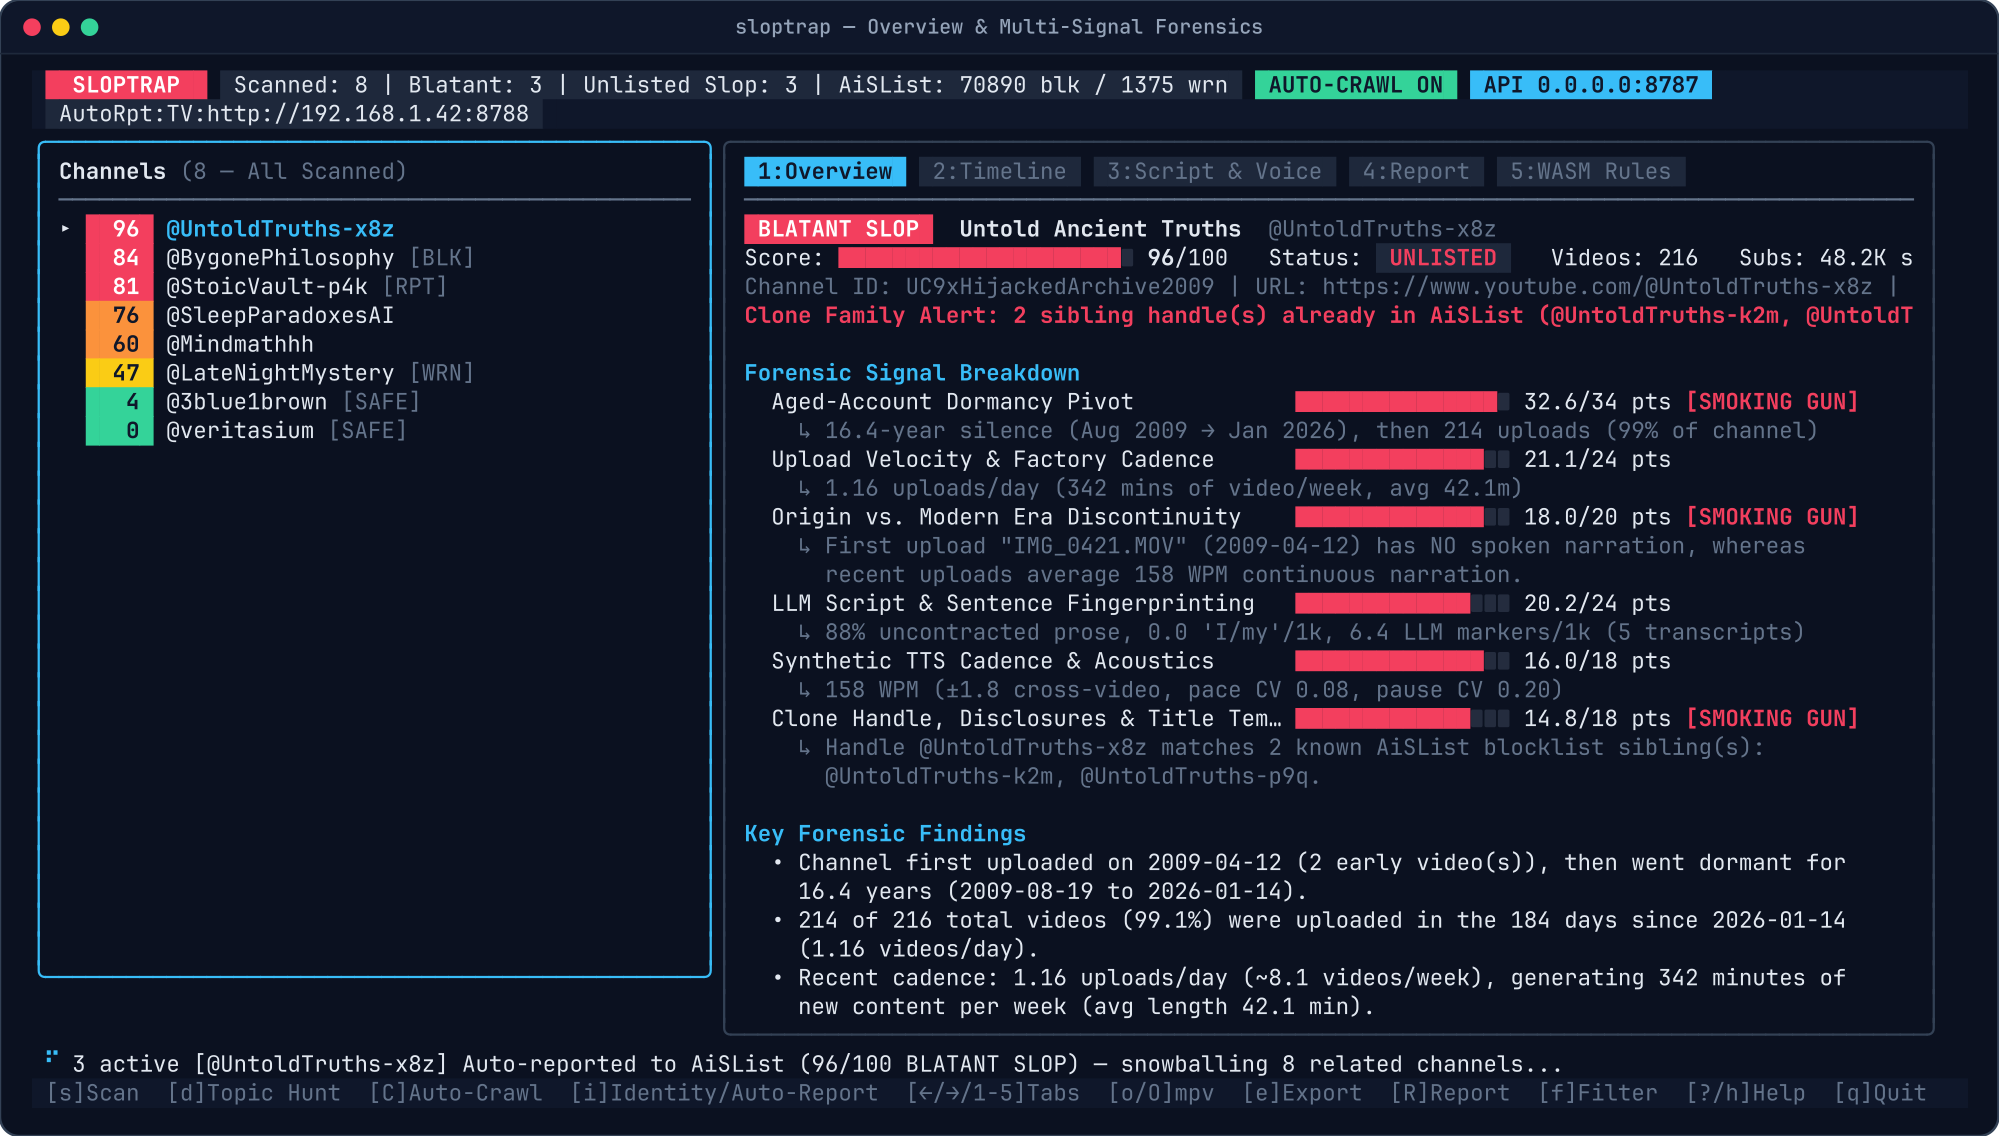 sloptrap — Overview & Multi-Signal Forensics
SLOPTRAP Scanned: 8 | Blatant: 3 | Unlisted Slop: 3 | AiSList: 70890 blk / 1375 wrn AUTO-CRAWL ON API 0.0.0.0:8787
AutoRpt:TV:http://192.168.1.42:8788
Channels (8 — All Scanned)
▸ 96 @UntoldTruths-x8z
84 @BygonePhilosophy [BLK]
81 @StoicVault-p4k [RPT]
76 @SleepParadoxesAI
60 @Mindmathhh
47 @LateNightMystery [WRN]
4 @3blue1brown [SAFE]
0 @veritasium [SAFE]
1:Overview 2:Timeline 3:Script & Voice 4:Report 5:WASM Rules
BLATANT SLOP Untold Ancient Truths @UntoldTruths-x8z
Score: 96/100 Status: UNLISTED Videos: 216 Subs: 48.2K s
Channel ID: UC9xHijackedArchive2009 | URL: https://www.youtube.com/@UntoldTruths-x8z |
Clone Family Alert: 2 sibling handle(s) already in AiSList (@UntoldTruths-k2m, @UntoldT
Forensic Signal Breakdown
Aged-Account Dormancy Pivot 32.6/34 pts [SMOKING GUN]
↳ 16.4-year silence (Aug 2009 → Jan 2026), then 214 uploads (99% of channel)
Upload Velocity & Factory Cadence 21.1/24 pts
↳ 1.16 uploads/day (342 mins of video/week, avg 42.1m)
Origin vs. Modern Era Discontinuity 18.0/20 pts [SMOKING GUN]
↳ First upload "IMG_0421.MOV" (2009-04-12) has NO spoken narration, whereas
recent uploads average 158 WPM continuous narration.
LLM Script & Sentence Fingerprinting 20.2/24 pts
↳ 88% uncontracted prose, 0.0 'I/my'/1k, 6.4 LLM markers/1k (5 transcripts)
Synthetic TTS Cadence & Acoustics 16.0/18 pts
↳ 158 WPM (±1.8 cross-video, pace CV 0.08, pause CV 0.20)
Clone Handle, Disclosures & Title Tem… 14.8/18 pts [SMOKING GUN]
↳ Handle @UntoldTruths-x8z matches 2 known AiSList blocklist sibling(s):
@UntoldTruths-k2m, @UntoldTruths-p9q.
Key Forensic Findings
• Channel first uploaded on 2009-04-12 (2 early video(s)), then went dormant for
16.4 years (2009-08-19 to 2026-01-14).
• 214 of 216 total videos (99.1%) were uploaded in the 184 days since 2026-01-14
(1.16 videos/day).
• Recent cadence: 1.16 uploads/day (~8.1 videos/week), generating 342 minutes of
new content per week (avg length 42.1 min).
3 active [@UntoldTruths-x8z] Auto-reported to AiSList (96/100 BLATANT SLOP) — snowballing 8 related channels...
[s]Scan [d]Topic Hunt [C]Auto-Crawl [i]Identity/Auto-Report [←/→/1-5]Tabs [o/O]mpv [e]Export [R]Report [f]Filter [?/h]Help [q]Quit